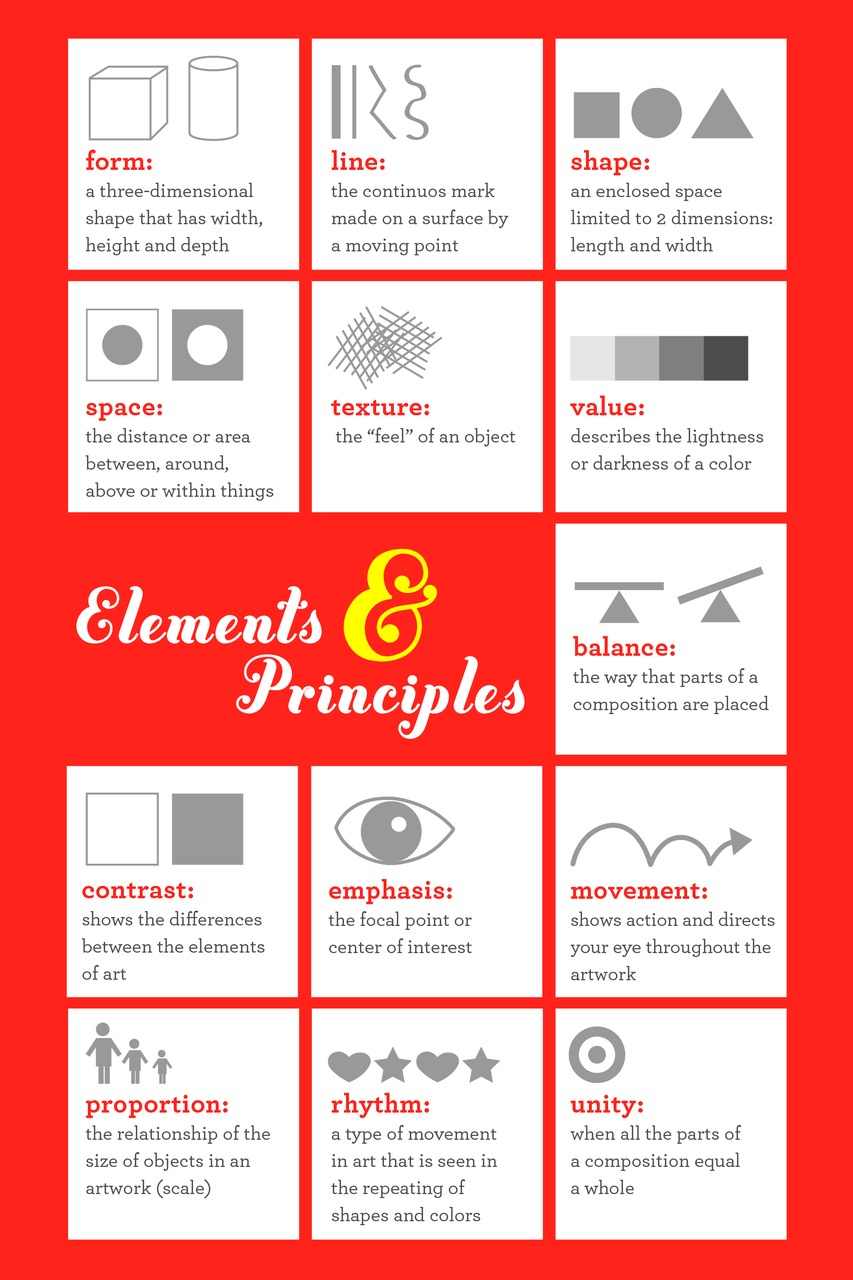 form:
a three-dimensional
shape that has width,
height and depth
line:
the continuos mark
made on a surface by
a moving point
shape:
an enclosed space
limited to 2 dimensions:
length and width
space:
the distance or area
between, around,
above or within things
texture:
the “feel” of an object
value:
describes the lightness
or darkness of a color
Elements &
Principles
balance:
the way that parts of a
composition are placed
contrast:
shows the differences
between the elements
of art
emphasis:
the focal point or
center of interest
movement:
shows action and directs
your eye throughout the
artwork
proportion:
the relationship of the
size of objects in an
artwork (scale)
rhythm:
a type of movement
in art that is seen in
the repeating of
shapes and colors
unity:
when all the parts of
a composition equal
a whole